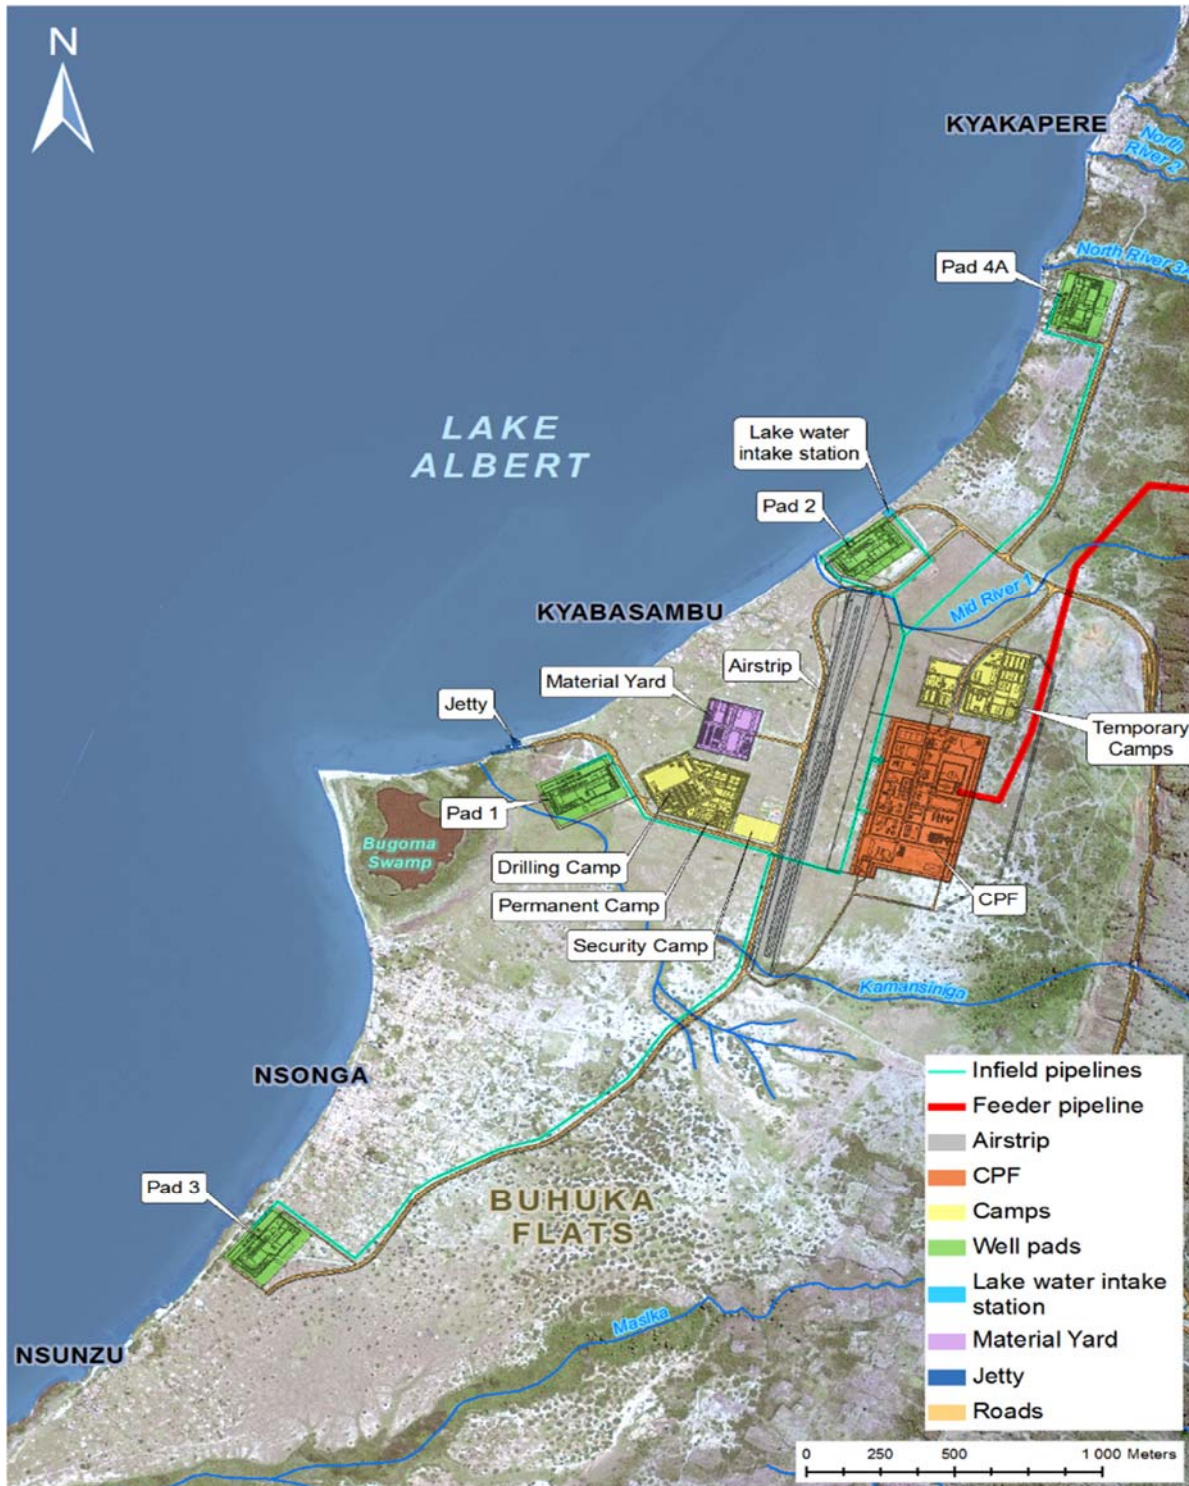 N
KYAKAPERE
North
River 2
North River 3A
Pad 4A
LAKE
ALBERT
Lake water
intake station
Pad 2
Mid River 1
KYABASAMBU
Airstrip
Material Yard
Jetty
Temporary
Camps
Pad 1
Bugoma
Swamp
Drilling Camp
Permanent Camp
CPF
Security Camp
Kamansiniga
NSONGA
Pad 3
BUHUKA
FLATS
Masika
NSUNZU
Infield pipelines
Feeder pipeline
Airstrip
CPF
Camps
Well pads
Lake water intake
station
Material Yard
Jetty
Roads
0 250 500 1 000 Meters